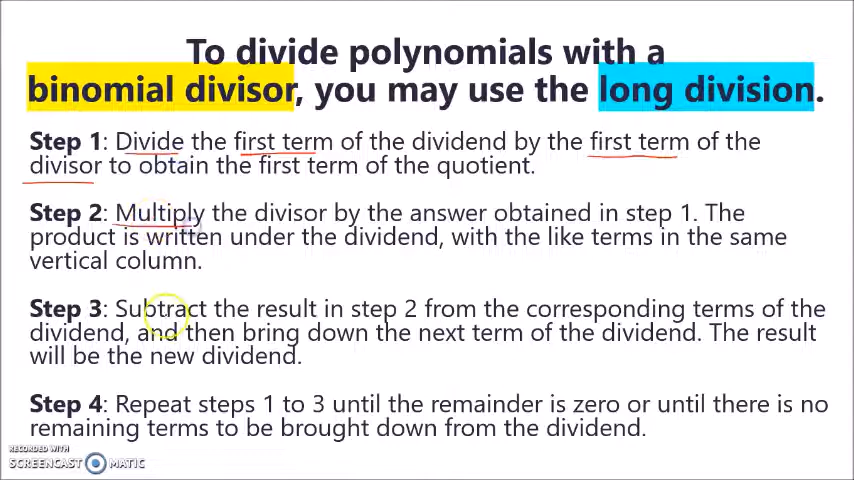 To divide polynomials with a
binomial divisor, you may use the long division.
Step 1: Divide the first term of the dividend by the first term of the
divisor to obtain the first term of the quotient.
Step 2: Multiply the divisor by the answer obtained in step 1. The
product is written under the dividend, with the like terms in the same
vertical column.
Step 3: Subtract the result in step 2 from the corresponding terms of the
dividend, and then bring down the next term of the dividend. The result
will be the new dividend.
Step 4: Repeat steps 1 to 3 until the remainder is zero or until there is no
remaining terms to be brought down from the dividend.
RECORDED WITH
SCREENCAST MATIC